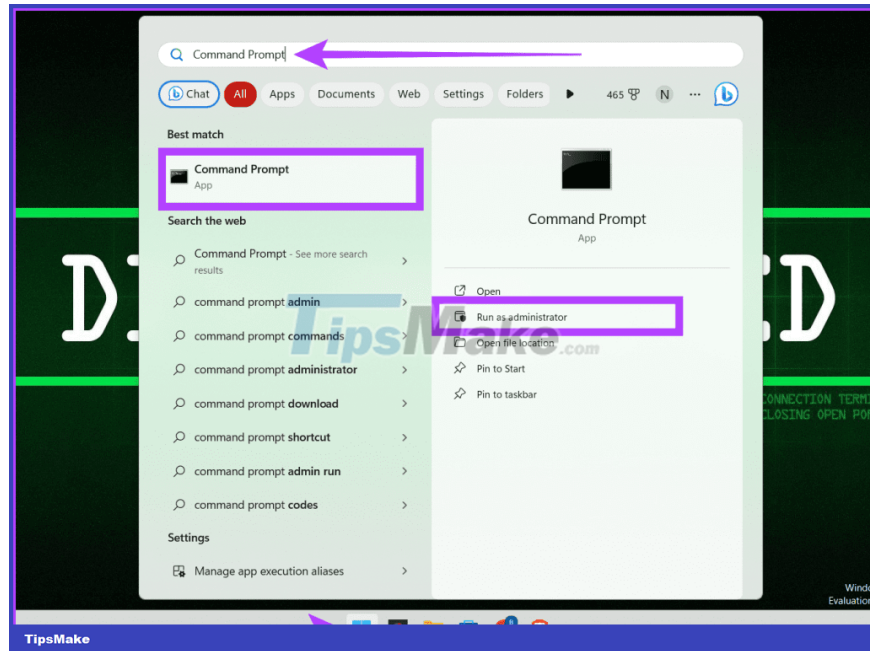 Command Prompt
Chat All Apps Documents Web Settings Folders 465 N ...
Best match
Command Prompt
App
Search the web
Command Prompt - See more search
results
command prompt admin
command prompt commands
command prompt administrator
command prompt download
command prompt shortcut
command prompt admin run
command prompt codes
Settings
Manage app execution aliases
Command Prompt
App
Open
Run as administrator
Open file location
Pin to Start
Pin to taskbar
TipsMake.com
D
D
CONNECTION TERMI
CLOSING OPEN POR
Windo
Evaluation
TipsMake